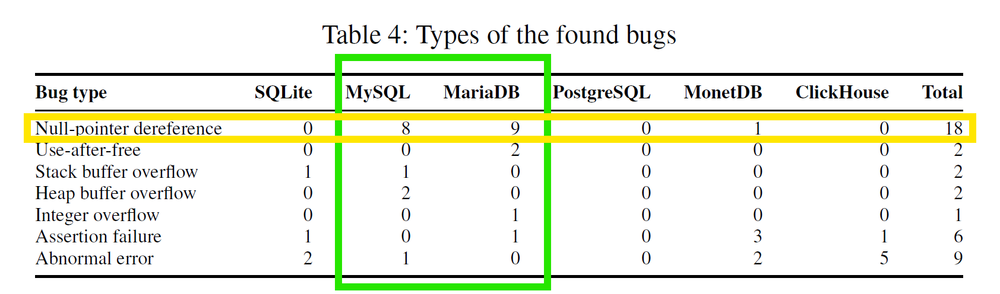 Table 4: Types of the found bugs
Bug type SQLite MySQL MariaDB PostgreSQL MonetDB ClickHouse Total
Null-pointer dereference 0 8 9 0 1 0 18
Use-after-free 0 0 2 0 0 0 2
Stack buffer overflow 1 1 0 0 0 0 2
Heap buffer overflow 0 2 0 0 0 0 2
Integer overflow 0 0 1 0 0 0 1
Assertion failure 1 0 1 0 3 1 6
Abnormal error 2 1 0 0 2 5 9